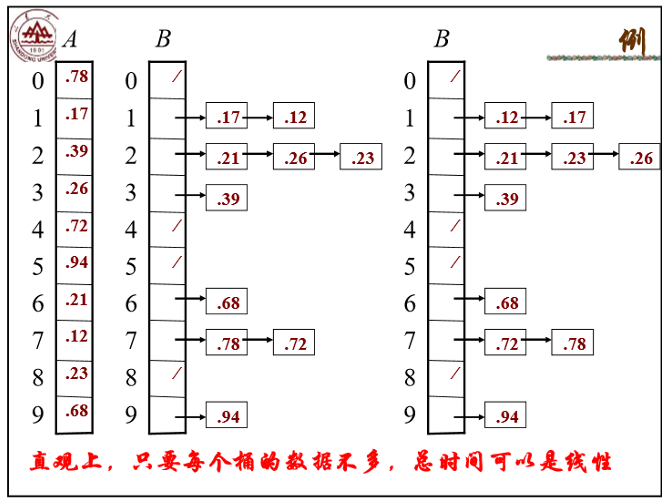 A B B 例
0 .78 0 / 0 /
1 .17 1 .17 .12 1 .12 .17
2 .39 2 .21 .26 .23 2 .21 .23 .26
3 .26 3 .39 3 .39
4 .72 4 / 4 /
5 .94 5 / 5 /
6 .21 6 .68 6 .68
7 .12 7 .78 .72 7 .72 .78
8 .23 8 / 8 /
9 .68 9 .94 9 .94
直观上，只要每个桶的数据不多，总时间可以是线性